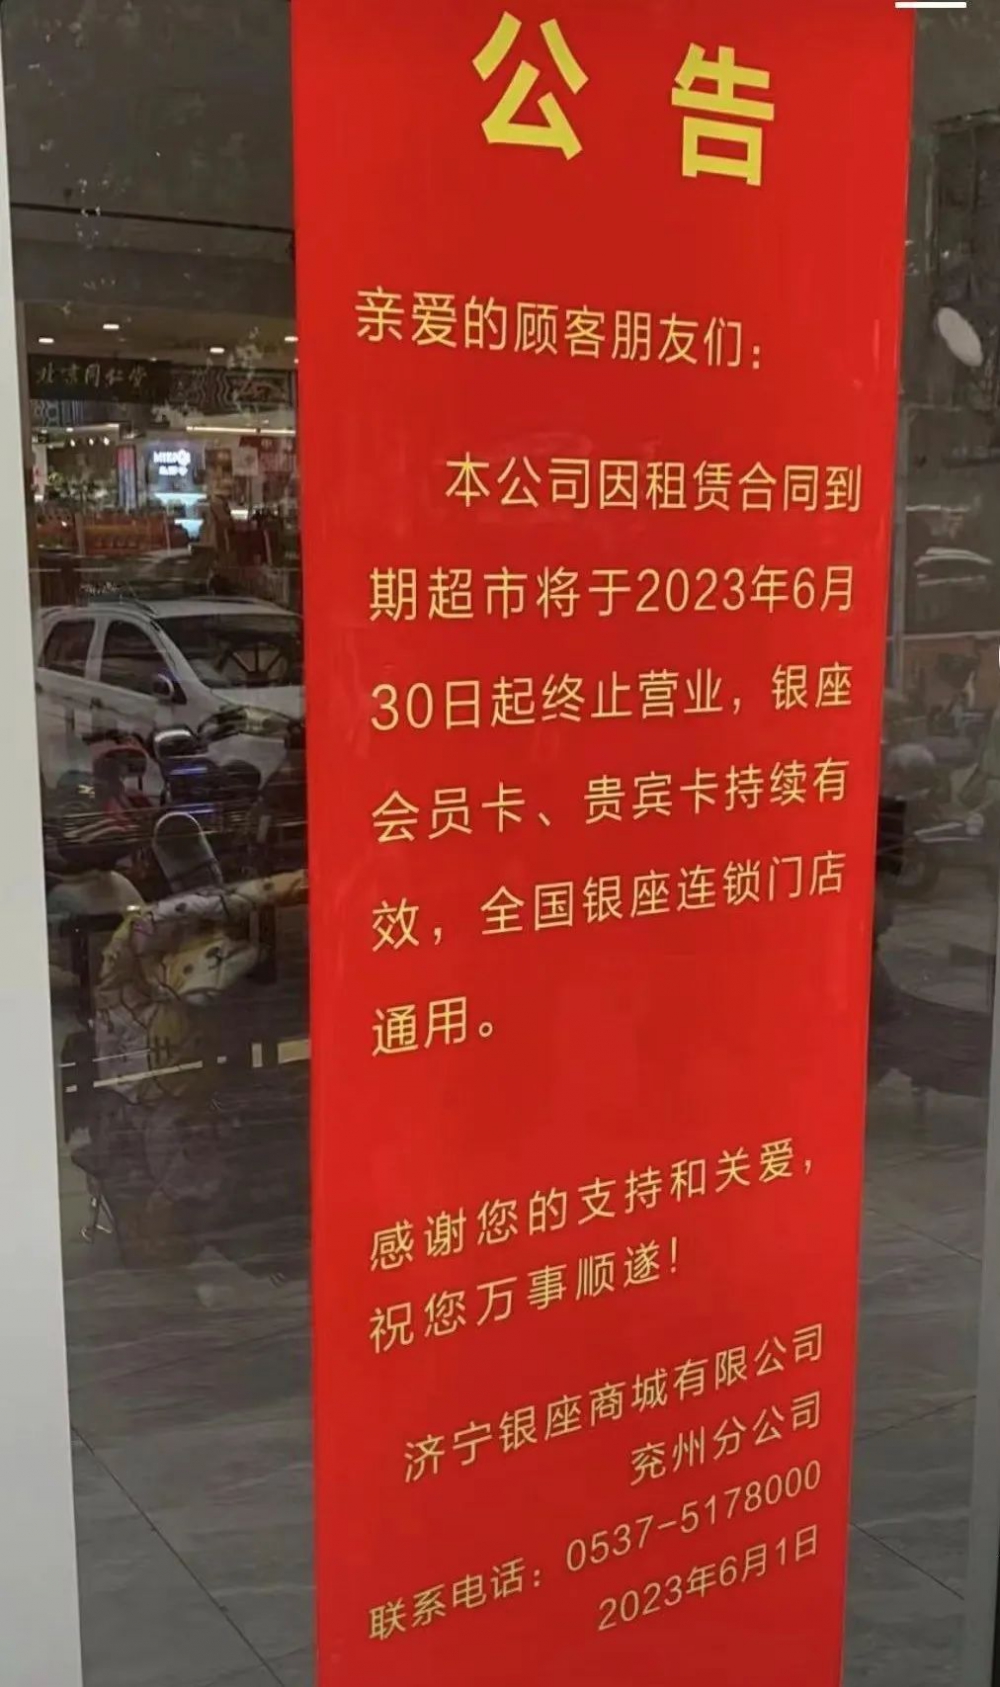 公告
亲爱的顾客朋友们：
本公司因租赁合同到
期超市将于2023年6月
30日起终止营业，银座
会员卡、贵宾卡持续有
效，全国银座连锁门店
通用。
感谢您的支持和关爱，
祝您万事顺遂！
济宁银座商城有限公司
兖州分公司
联系电话：0537-5178000
2023年6月1日
北京同仁堂